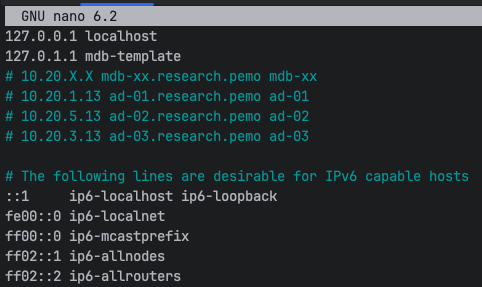 GNU nano 6.2
127.0.0.1 localhost
127.0.1.1 mdb-template
# 10.20.X.X mdb-xx.research.pemo mdb-xx
# 10.20.1.13 ad-01.research.pemo ad-01
# 10.20.5.13 ad-02.research.pemo ad-02
# 10.20.3.13 ad-03.research.pemo ad-03
# The following lines are desirable for IPv6 capable hosts
::1     ip6-localhost ip6-loopback
fe00::0 ip6-localnet
ff00::0 ip6-mcastprefix
ff02::1 ip6-allnodes
ff02::2 ip6-allrouters